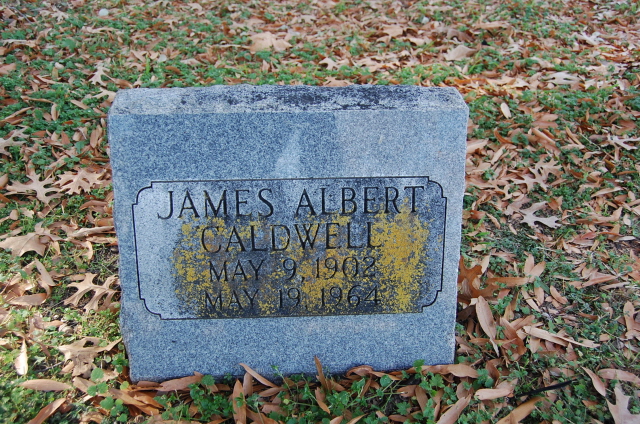 JAMES ALBERT
CALDWELL
MAY 9, 1902
MAY 19, 1964